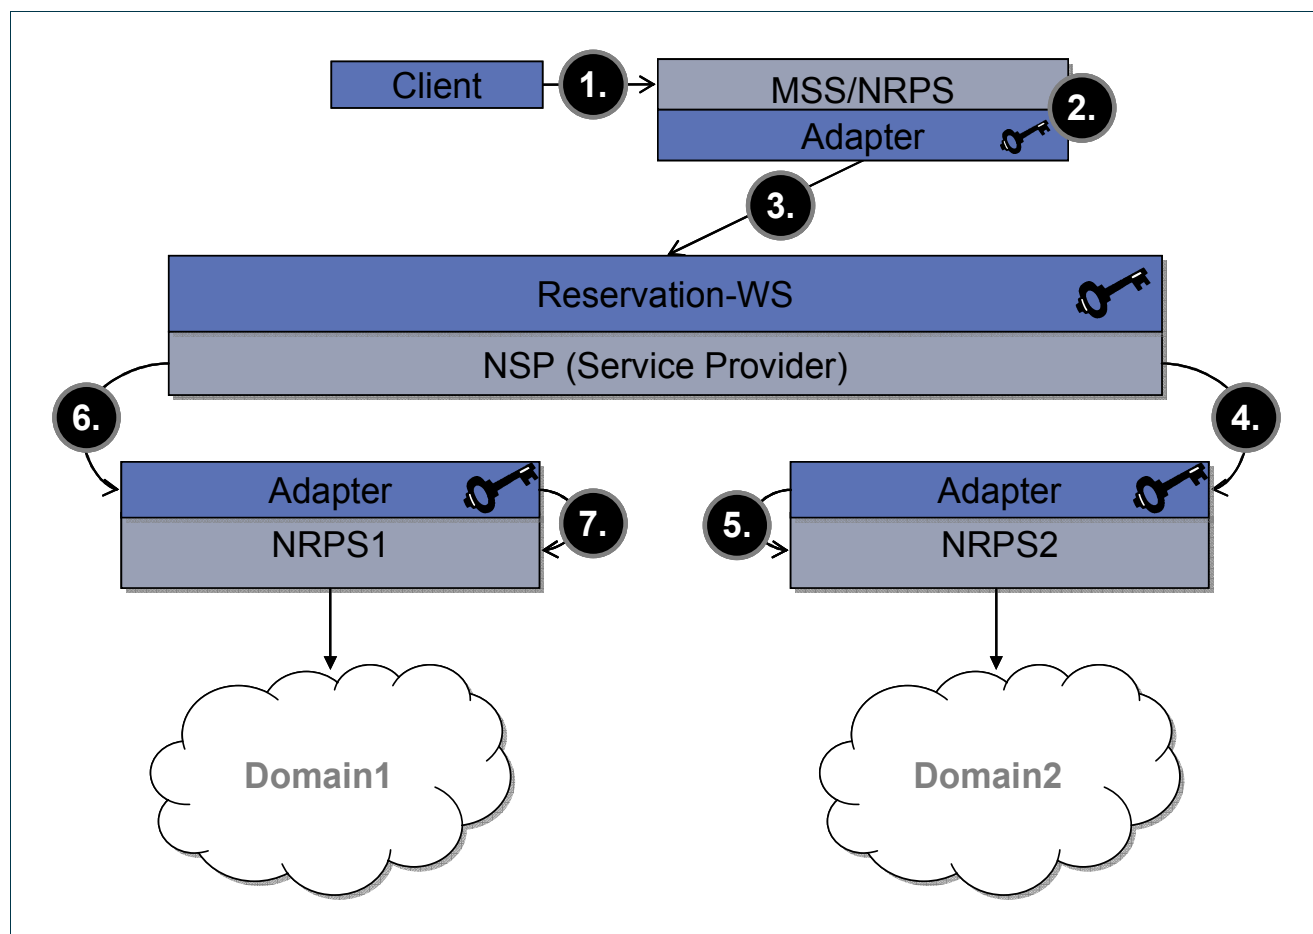 Client
1.
MSS/NRPS
2.
Adapter
3.
Reservation-WS
NSP (Service Provider)
6.
4.
Adapter
7.
NRPS1
Adapter
5.
NRPS2
Domain1
Domain2